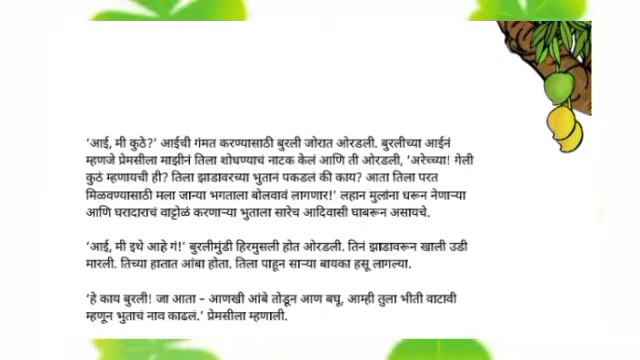 ‘आई, मी कुठे?’ आईची गंमत करण्यासाठी बुरली जोरात ओरडली. बुरलीच्या आईनं
म्हणजे प्रेमसीला माझीनं तिला शोधण्याचं नाटक केलं आणि ती ओरडली, ‘अरेच्चा! गेली
कुठं म्हणायची ही? तिला झाडावरच्या भुतानं पकडलं की काय? आता तिला परत
मिळवण्यासाठी मला जान्या भगताला बोलवावं लागणार!’ लहान मुलांना धरून नेणाऱ्या
आणि घरादाराचं वाट्टोळं करणाऱ्या भुताला सारेच आदिवासी घाबरून असायचे.
‘आई, मी इथे आहे गं!’ बुरलीमुंडी हिरमुसली होत ओरडली. तिनं झाडावरून खाली उडी
मारली. तिच्या हातात आंबा होता. तिला पाहून साऱ्या बायका हसू लागल्या.
‘हे काय बुरली! जा आता – आणखी आंबे तोडून आण बघू. आम्ही तुला भीती वाटावी
म्हणून भुताचं नाव काढलं.’ प्रेमसीला म्हणाली.